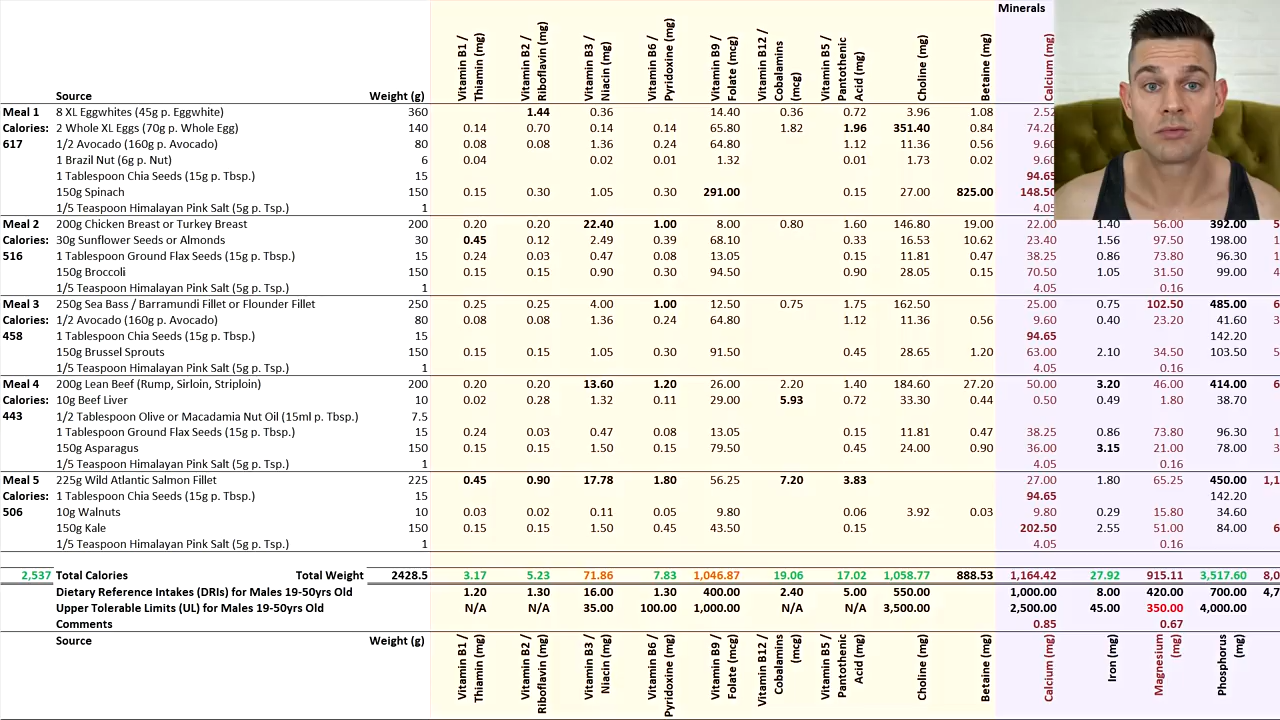 Minerals
Source Weight (g) Vitamin B1 / Thiamin (mg) Vitamin B2 / Riboflavin (mg) Vitamin B3 / Niacin (mg) Vitamin B6 / Pyridoxine (mg) Vitamin B9 / Folate (mcg) Vitamin B12 / Cobalamins (mcg) Vitamin B5 / Pantothenic Acid (mg) Choline (mg) Betaine (mg) Calcium (mg)
Meal 1 8 XL Eggwhites (45g p. Eggwhite) 360 1.44 0.36 14.40 0.36 0.72 3.96 1.08 2.52
Calories: 2 Whole XL Eggs (70g p. Whole Egg) 140 0.14 0.70 0.14 0.14 65.80 1.82 1.96 351.40 0.84 74.20
617 1/2 Avocado (160g p. Avocado) 80 0.08 0.08 1.36 0.24 64.80 1.12 11.36 0.56 9.60
1 Brazil Nut (6g p. Nut) 6 0.04 0.02 0.01 1.32 0.01 1.73 0.02 9.60
1 Tablespoon Chia Seeds (15g p. Tbsp.) 15 94.65
150g Spinach 150 0.15 0.30 1.05 0.30 291.00 0.15 27.00 825.00 148.50
1/5 Teaspoon Himalayan Pink Salt (5g p. Tsp.) 1 4.05
Meal 2 200g Chicken Breast or Turkey Breast 200 0.20 0.20 22.40 1.00 8.00 0.80 1.60 146.80 19.00 22.00 1.40 56.00 392.00
Calories: 30g Sunflower Seeds or Almonds 30 0.45 0.12 2.49 0.39 68.10 0.33 16.53 10.62 23.40 1.56 97.50 198.00
516 1 Tablespoon Ground Flax Seeds (15g p. Tbsp.) 15 0.24 0.03 0.47 0.08 13.05 0.15 11.81 0.47 38.25 0.86 73.80 96.30
150g Broccoli 150 0.15 0.15 0.90 0.30 94.50 0.90 28.05 0.15 70.50 1.05 31.50 99.00
1/5 Teaspoon Himalayan Pink Salt (5g p. Tsp.) 1 4.05 0.16
Meal 3 250g Sea Bass / Barramundi Fillet or Flounder Fillet 250 0.25 0.25 4.00 1.00 12.50 0.75 1.75 162.50 25.00 0.75 102.50 485.00
Calories: 1/2 Avocado (160g p. Avocado) 80 0.08 0.08 1.36 0.24 64.80 1.12 11.36 0.56 9.60 0.40 23.20 41.60
458 1 Tablespoon Chia Seeds (15g p. Tbsp.) 15 94.65 142.20
150g Brussel Sprouts 150 0.15 0.15 1.05 0.30 91.50 0.45 28.65 1.20 63.00 2.10 34.50 103.50
1/5 Teaspoon Himalayan Pink Salt (5g p. Tsp.) 1 4.05 0.16
Meal 4 200g Lean Beef (Rump, Sirloin, Striploin) 200 0.20 0.20 13.60 1.20 26.00 2.20 1.40 184.60 27.20 50.00 3.20 46.00 414.00
Calories: 10g Beef Liver 10 0.02 0.28 1.32 0.11 29.00 5.93 0.72 33.30 0.44 0.50 0.49 1.80 38.70
443 1/2 Tablespoon Olive or Macadamia Nut Oil (15ml p. Tbsp.) 7.5
1 Tablespoon Ground Flax Seeds (15g p. Tbsp.) 15 0.24 0.03 0.47 0.08 13.05 0.15 11.81 0.47 38.25 0.86 73.80 96.30
150g Asparagus 150 0.15 0.15 1.50 0.15 79.50 0.45 24.00 0.90 36.00 3.15 21.00 78.00
1/5 Teaspoon Himalayan Pink Salt (5g p. Tsp.) 1 4.05 0.16
Meal 5 225g Wild Atlantic Salmon Fillet 225 0.45 0.90 17.78 1.80 56.25 7.20 3.83 27.00 1.80 65.25 450.00
Calories: 1 Tablespoon Chia Seeds (15g p. Tbsp.) 15 94.65 142.20
506 10g Walnuts 10 0.03 0.02 0.11 0.05 9.80 0.06 3.92 0.03 9.80 0.29 15.80 34.60
150g Kale 150 0.15 0.15 1.50 0.45 43.50 0.15 202.50 2.55 51.00 84.00
1/5 Teaspoon Himalayan Pink Salt (5g p. Tsp.) 1 4.05 0.16
2,537 Total Calories Total Weight 2428.5 3.17 5.23 71.86 7.83 1,046.87 19.06 17.02 1,058.77 888.53 1,164.42 27.92 915.11 3,517.60
Dietary Reference Intakes (DRIs) for Males 19-50yrs Old 1.20 1.30 16.00 1.30 400.00 2.40 5.00 550.00 1,000.00 8.00 420.00 700.00
Upper Tolerable Limits (UL) for Males 19-50yrs Old N/A N/A 35.00 100.00 1,000.00 N/A N/A 3,500.00 2,500.00 45.00 350.00 4,000.00
Comments 0.85 0.67
Source Weight (g) Vitamin B1 / Thiamin (mg) Vitamin B2 / Riboflavin (mg) Vitamin B3 / Niacin (mg) Vitamin B6 / Pyridoxine (mg) Vitamin B9 / Folate (mcg) Vitamin B12 / Cobalamins (mcg) Vitamin B5 / Pantothenic Acid (mg) Choline (mg) Betaine (mg) Calcium (mg) Iron (mg) Magnesium (mg) Phosphorus (mg)